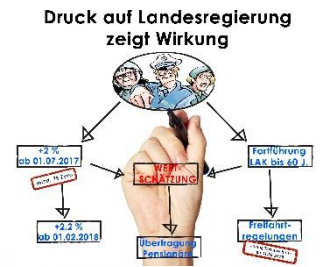 Druck auf Landesregierung
zeigt Wirkung
+2 %
ab 01.07.2017
Fortführung
LAK bis 60 J.
WERT-
SCHÄTZUNG
+2,2 %
ab 01.02.2018
Übertragung
Pensionäre
Freifahrt-
regelungen